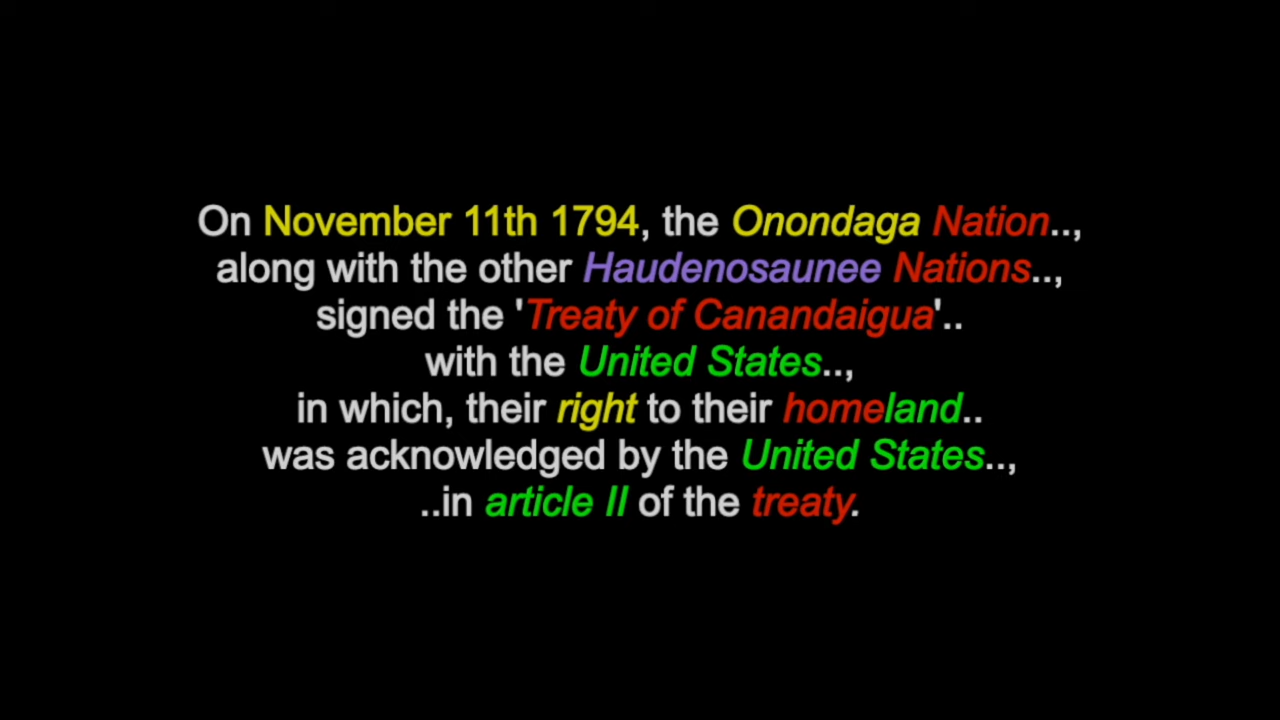 On November 11th 1794, the Onondaga Nation..,
along with the other Haudenosaunee Nations..,
signed the 'Treaty of Canandaigua'..
with the United States..,
in which, their right to their homeland..
was acknowledged by the United States..,
..in article II of the treaty.